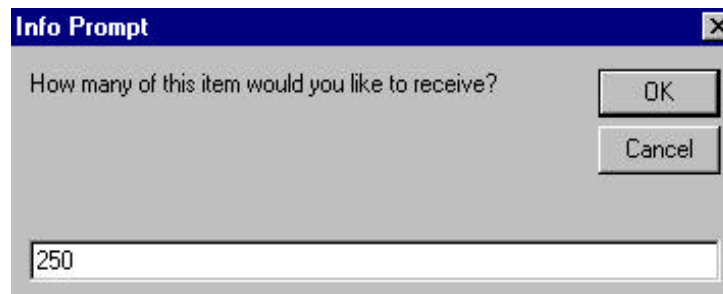 Info Prompt
How many of this item would you like to receive?
OK
Cancel
250